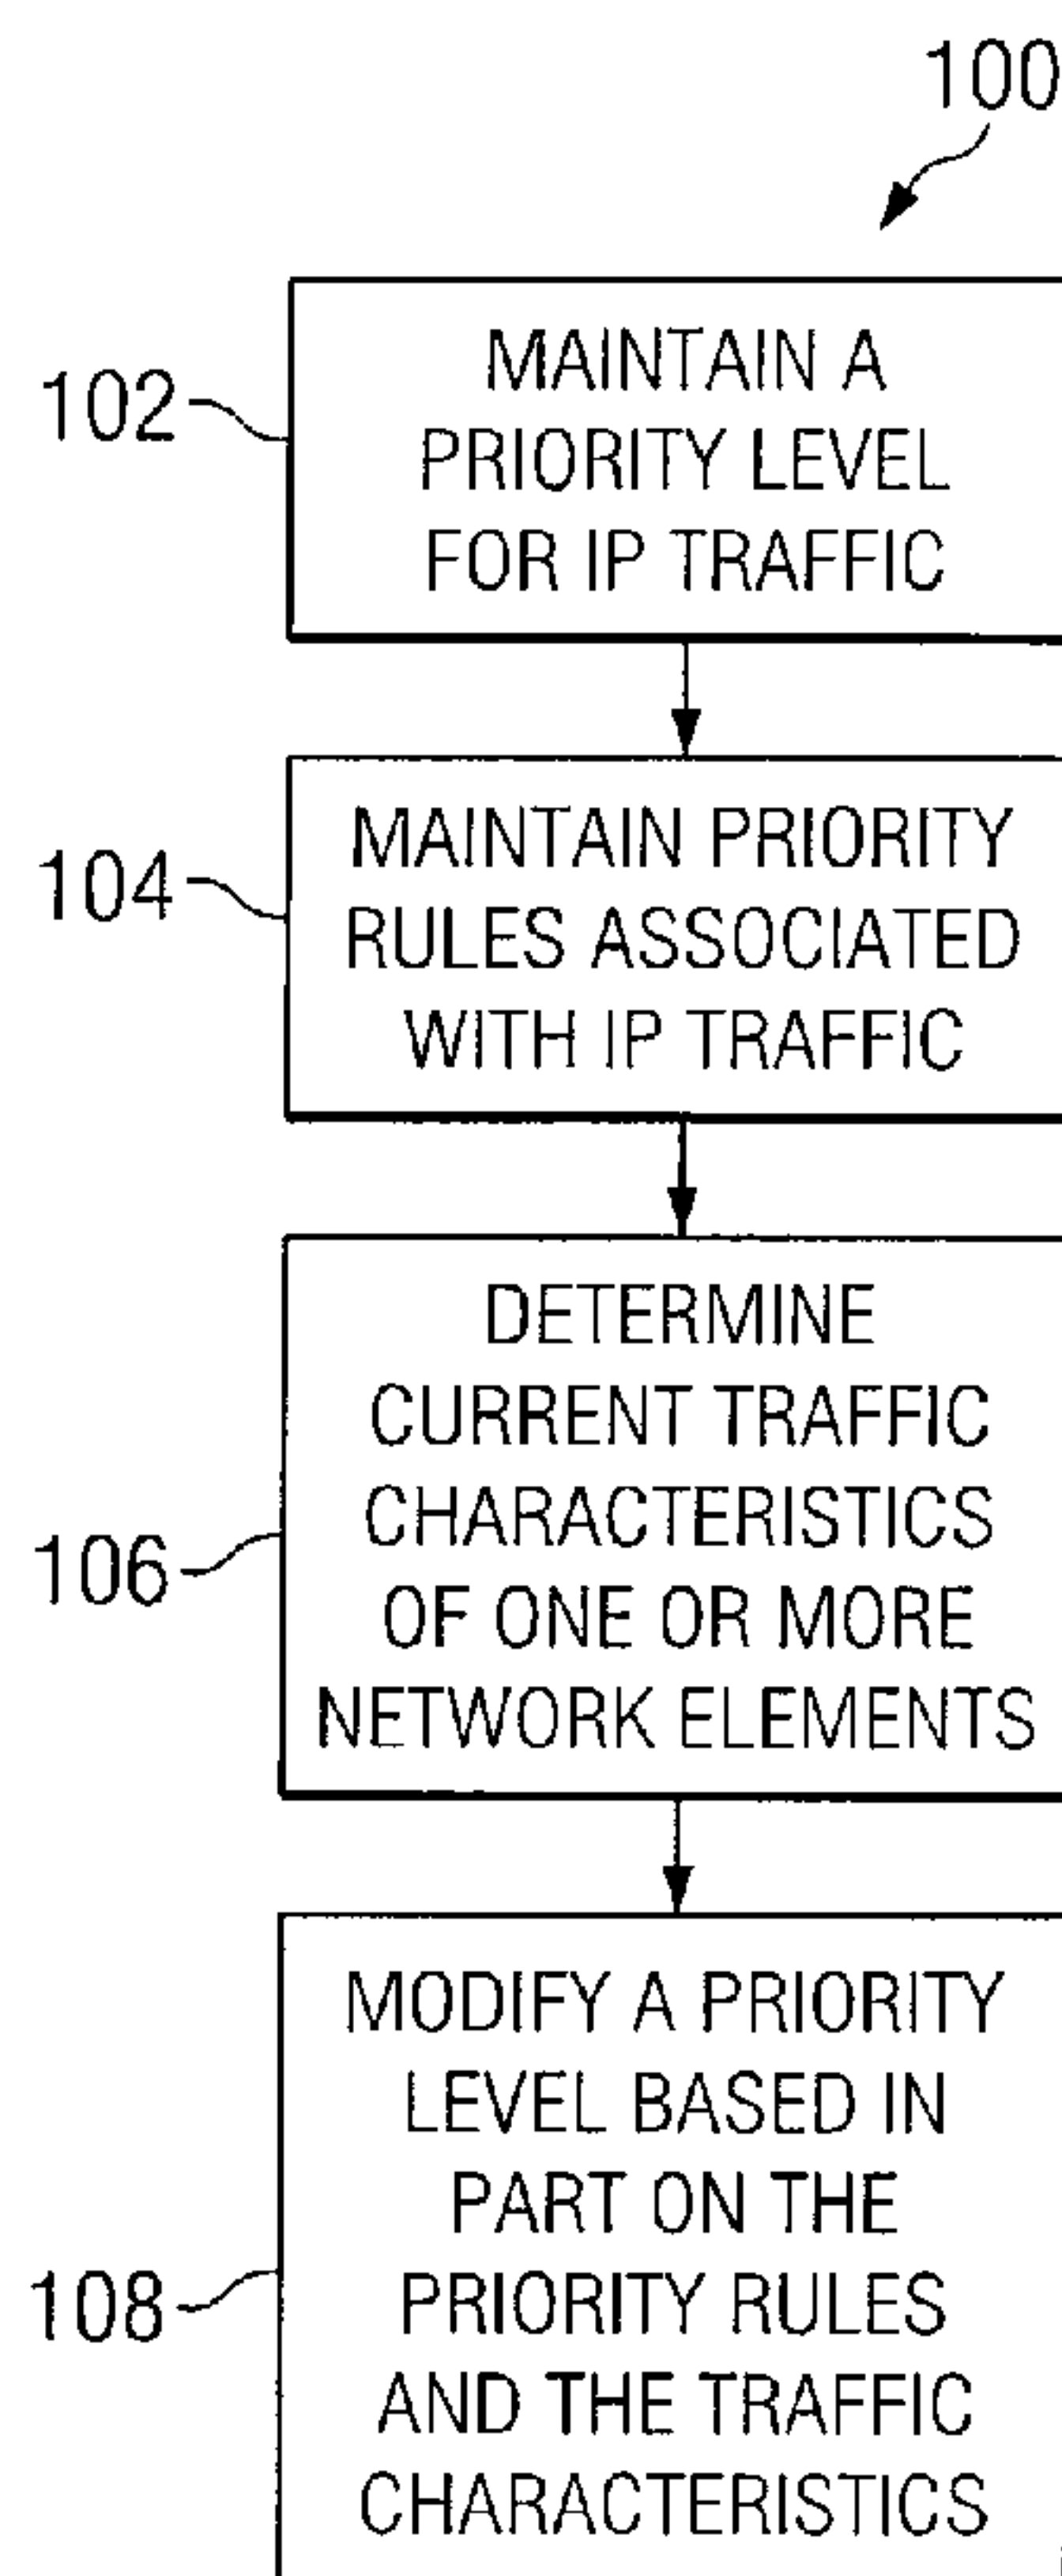 100
102
MAINTAIN A
PRIORITY LEVEL
FOR IP TRAFFIC
104
MAINTAIN PRIORITY
RULES ASSOCIATED
WITH IP TRAFFIC
106
DETERMINE
CURRENT TRAFFIC
CHARACTERISTICS
OF ONE OR MORE
NETWORK ELEMENTS
108
MODIFY A PRIORITY
LEVEL BASED IN
PART ON THE
PRIORITY RULES
AND THE TRAFFIC
CHARACTERISTICS